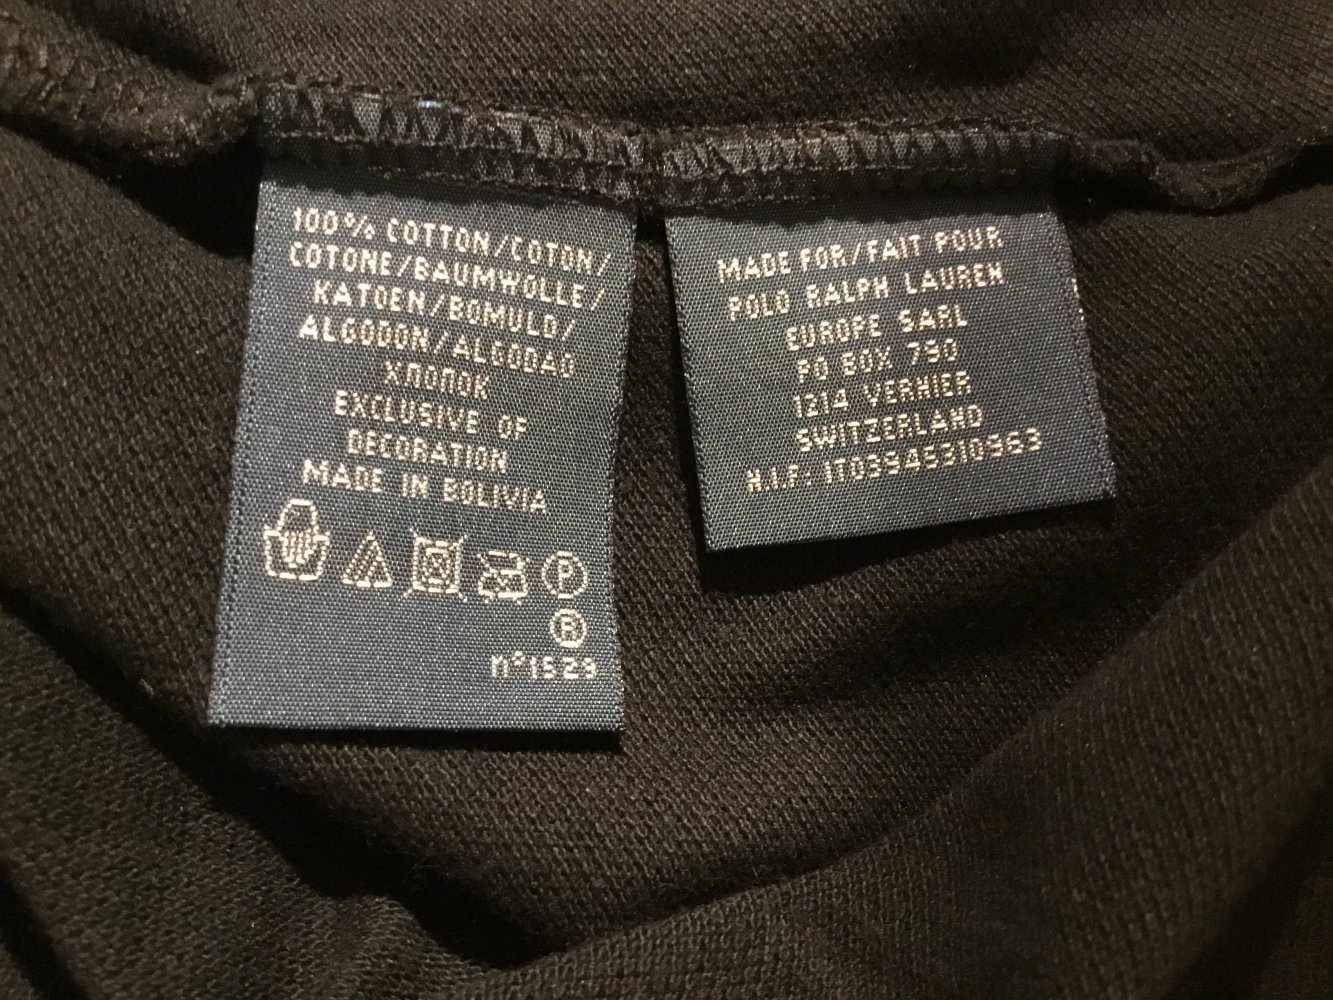 100% COTTON/COTON/
COTONE/BAUMWOLLE/
KATOEN/BOMULD/
ALGODON/ALGODAO
ХЛОПОК
EXCLUSIVE OF
DECORATION
MADE IN BOLIVIA
P
R
n°1529
MADE FOR/FAIT POUR
POLO RALPH LAUREN
EUROPE SARL
PO BOX 790
1214 VERNIER
SWITZERLAND
N.I.F: IT03945310963